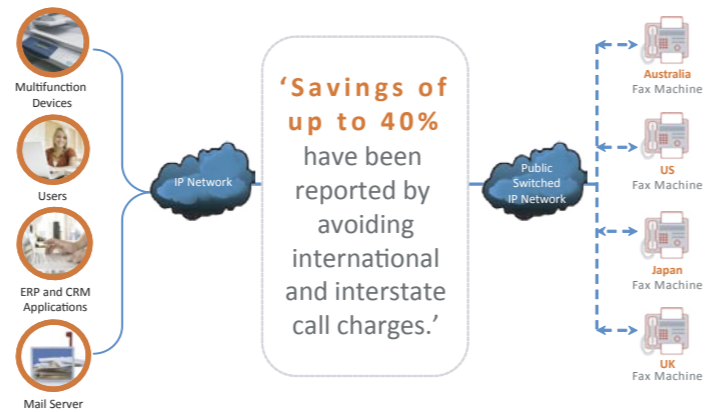 Multifunction
Devices
Users
ERP and CRM
Applications
Mail Server
IP Network
‘Savings of
up to 40%
have been
reported by
avoiding
international
and interstate
call charges.’
Public
Switched
IP Network
Australia
Fax Machine
US
Fax Machine
Japan
Fax Machine
UK
Fax Machine